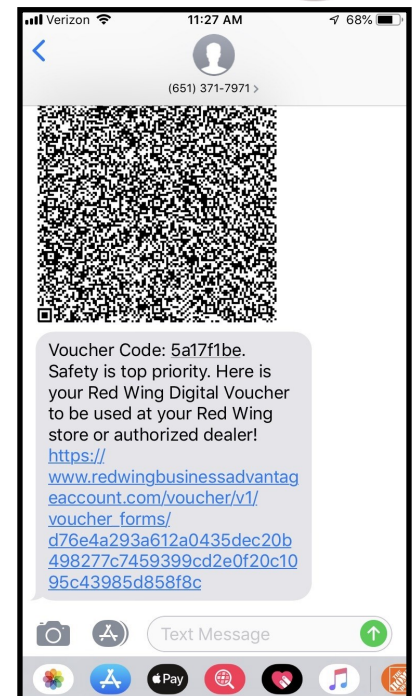 Verizon 11:27 AM 68%
(651) 371-7971 >
Voucher Code: 5a17f1be.
Safety is top priority. Here is
your Red Wing Digital Voucher
to be used at your Red Wing
store or authorized dealer!
https://
www.redwingbusinessadvantag
eaccount.com/voucher/v1/
voucher_forms/
d76e4a293a612a0435dec20b
498277c7459399cd2e0f20c10
95c43985d858f8c
Text Message
Pay